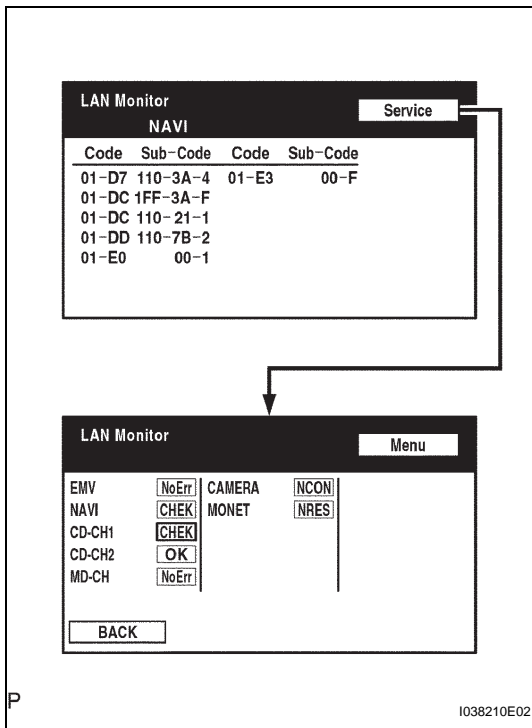 LAN Monitor
Service
NAVI
Code Sub-Code Code Sub-Code
01-D7 110-3A-4 01-E3 00-F
01-DC 1FF-3A-F
01-DC 110-21-1
01-DD 110-7B-2
01-E0 00-1
LAN Monitor
Menu
EMV NoErr CAMERA NCON
NAVI CHEK MONET NRES
CD-CH1 CHEK
CD-CH2 OK
MD-CH NoErr
BACK
P
I038210E02